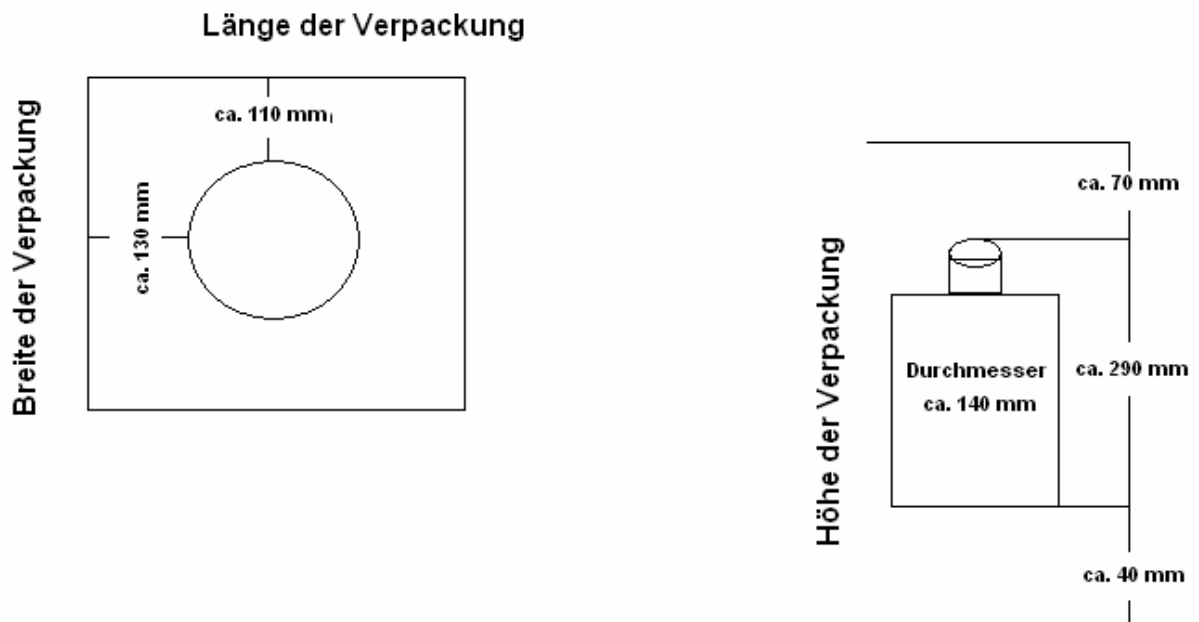 Länge der Verpackung
Breite der Verpackung
ca. 110 mm
ca. 130 mm
Höhe der Verpackung
ca. 70 mm
Durchmesser
ca. 140 mm
ca. 290 mm
ca. 40 mm